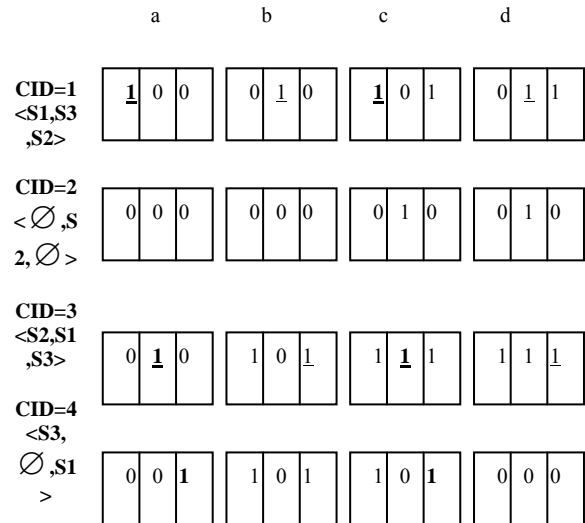 a b c d
CID=1
<S1,S3
,S2>
1 0 0 0 1 0 1 0 1 0 1 1
CID=2
< ∅ ,S
2, ∅ >
0 0 0 0 0 0 0 1 0 0 1 0
CID=3
<S2,S1
,S3>
0 1 0 1 0 1 1 1 1 1 1 1
CID=4
<S3,
∅ ,S1
>
0 0 1 1 0 1 1 0 1 0 0 0